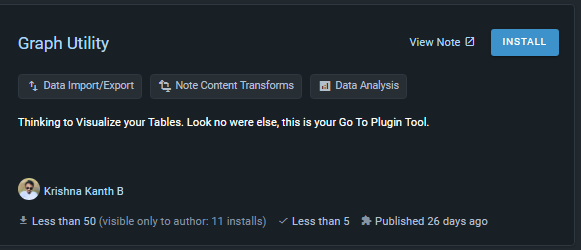 Graph Utility
View Note
INSTALL
Data Import/Export
Note Content Transforms
Data Analysis
Thinking to Visualize your Tables. Look no were else, this is your Go To Plugin Tool.
Krishna Kanth B
Less than 50 (visible only to author: 11 installs)
Less than 5
Published 26 days ago